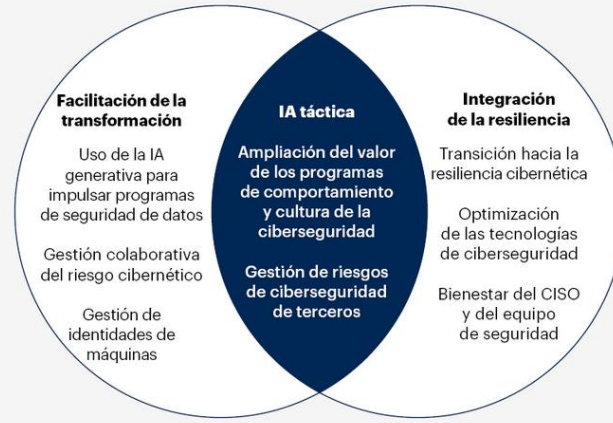 Facilitación de la
transformación
Uso de la IA
generativa para
impulsar programas
de seguridad de datos
Gestión colaborativa
del riesgo cibernético
Gestión de
identidades de
máquinas
IA táctica
Ampliación del valor
de los programas
de comportamiento
y cultura de la
ciberseguridad
Gestión de riesgos
de ciberseguridad
de terceros
Integración
de la resiliencia
Transición hacia la
resiliencia cibernética
Optimización
de las tecnologías
de ciberseguridad
Bienestar del CISO
y del equipo
de seguridad